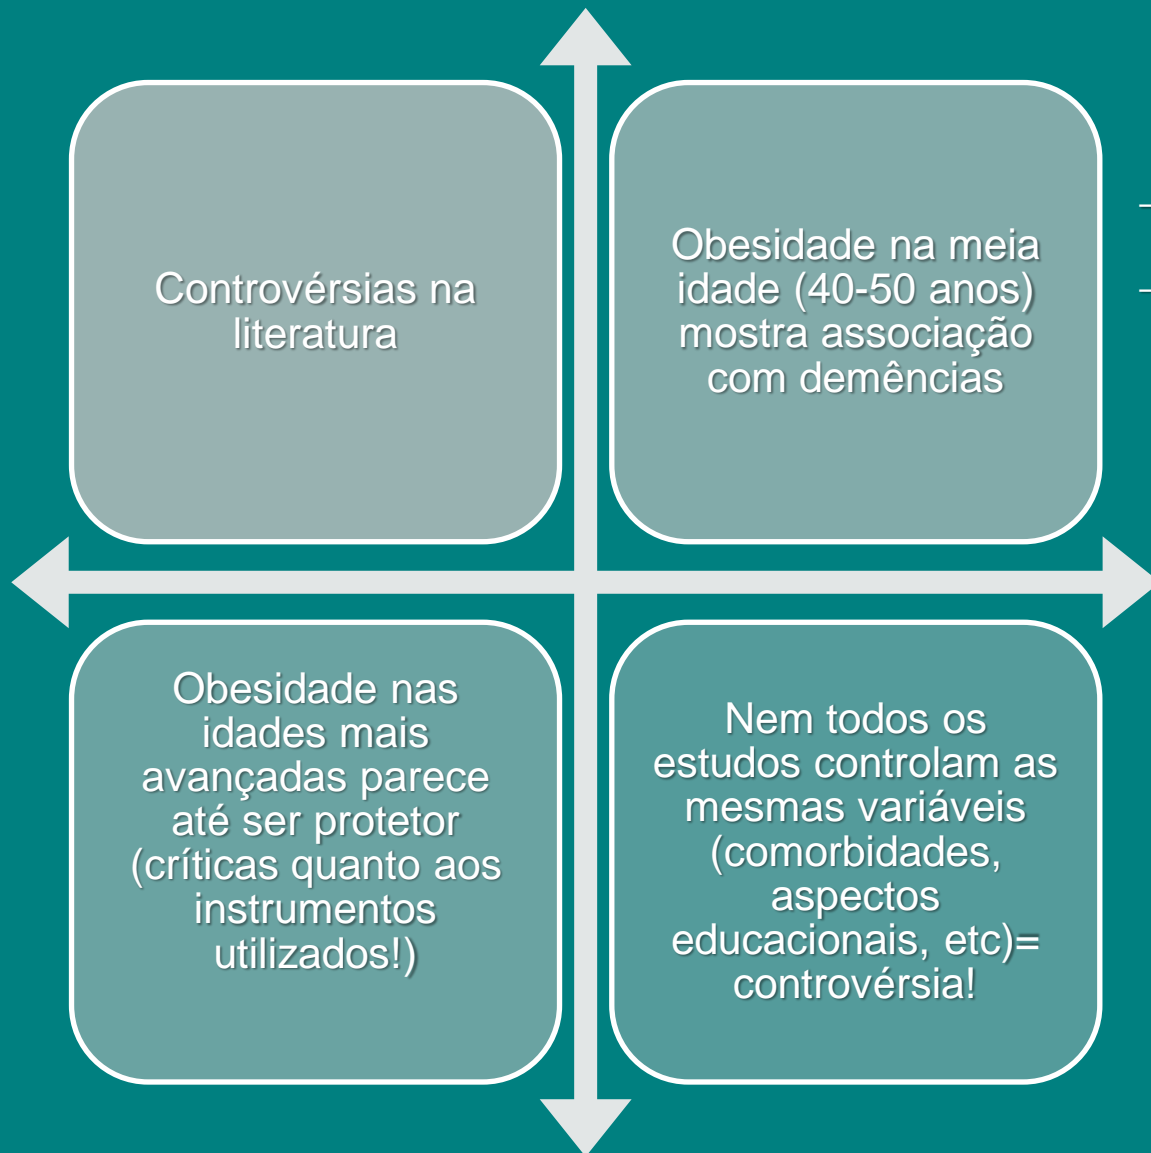 Controvérsias na
literatura
Obesidade na meia
idade (40-50 anos)
mostra associação
com demências
Obesidade nas
idades mais
avançadas parece
até ser protetor
(críticas quanto aos
instrumentos
utilizados!)
Nem todos os
estudos controlam as
mesmas variáveis
(comorbidades,
aspectos
educacionais, etc)=
controvérsia!